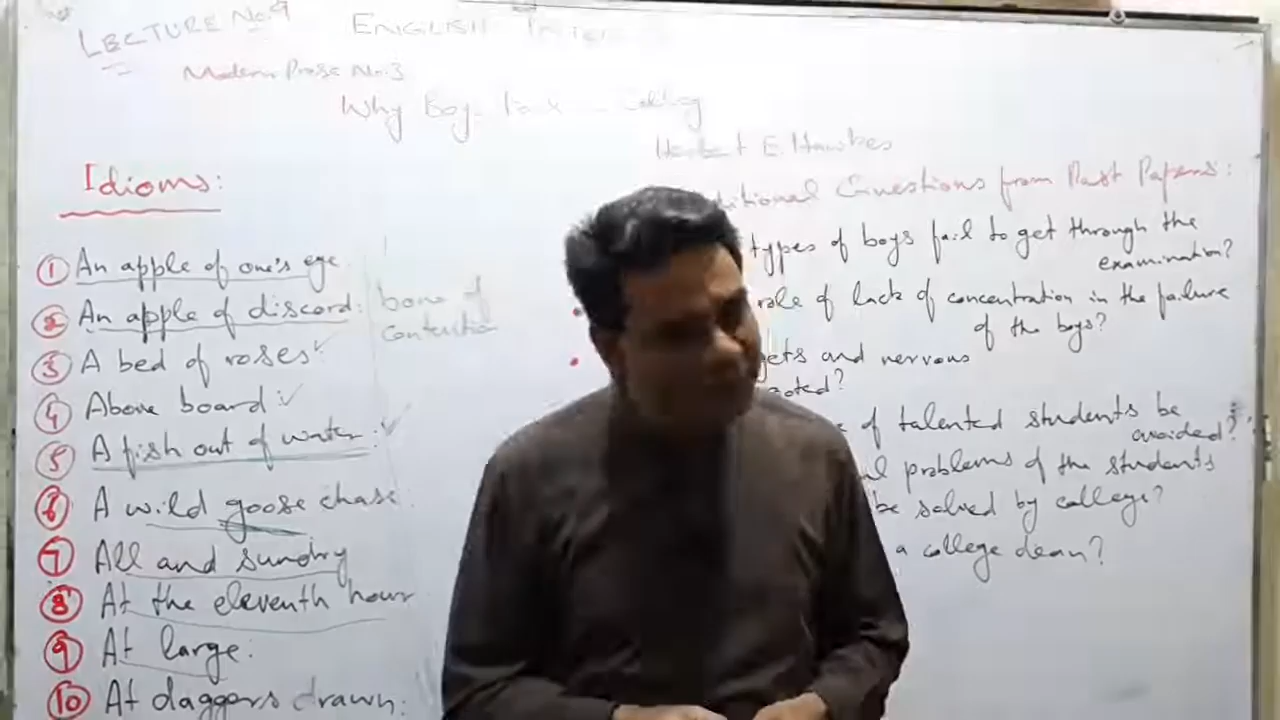 LECTURE No.9
ENGLISH
Modern Prose No.3
Why Boys
Herbert E. Hawkes
Idioms:
① An apple of one's eye
② An apple of discord:
bone of
contention
③ A bed of roses
④ Above board:
⑤ A fish out of water:
⑥ A wild goose chase
⑦ All and sundry
⑧ At the eleventh hour
⑨ At large:
⑩ At daggers drawn:
Questions from Past Papers:
types of boys fail to get through the
examination?
role of lack of concentration in the failure
of the boys?
and nervous
of talented students be
avoided?
problems of the students
be solved by college?
a college dean?